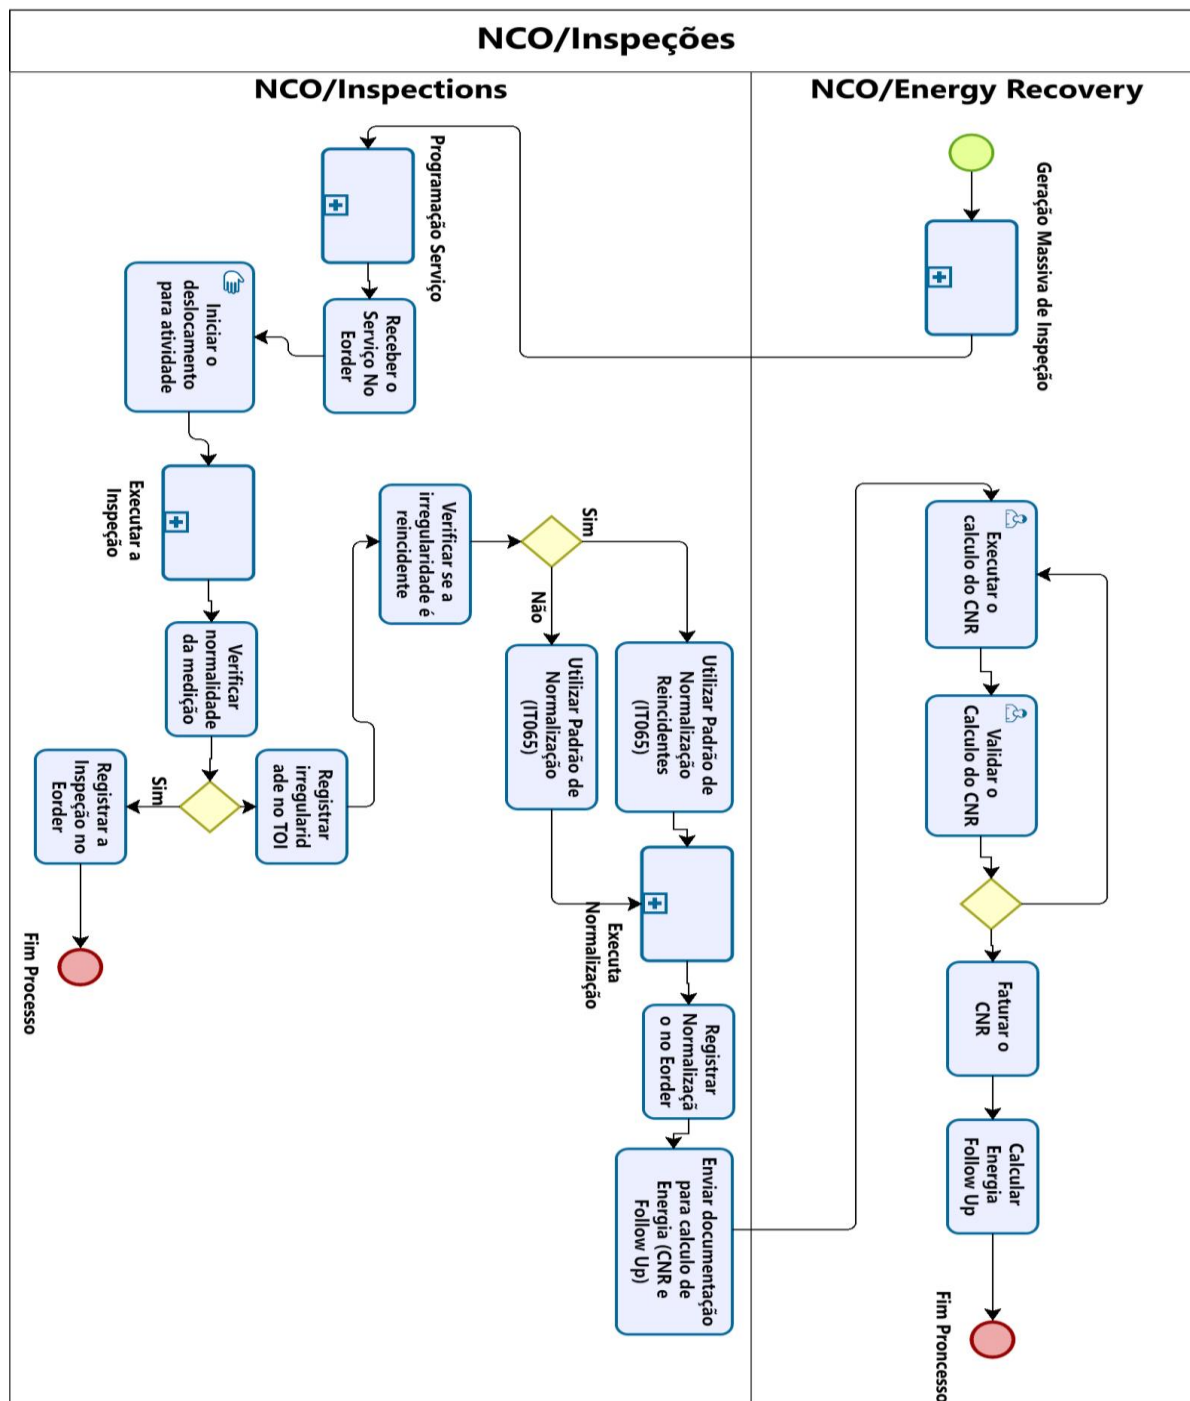 NCO/Inspeções
NCO/Inspections
NCO/Energy Recovery
Geração Massiva de Inspeção
Programação Serviço
Receber o
Serviço No
Eorder
Iniciar o
deslocamento
para atividade
Executar a
Inspeção
Verificar
normalidade
da medição
Sim
Registrar a
Inspeção no
Eorder
Fim Processo
Registrar
irregularid
ade no TOI
Verificar se a
irregularidade é
reincidente
Sim
Não
Utilizar Padrão de
Normalização
Reincidentes
(IT065)
Utilizar Padrão de
Normalização
(IT065)
Executa
Normalização
Registrar
Normalizaçã
o no Eorder
Enviar documentação
para calculo de
Energia (CNR e
Follow Up)
Executar o
calculo do CNR
Validar o
Calculo do CNR
Faturar o
CNR
Calcular
Energia
Follow Up
Fim Proncesso